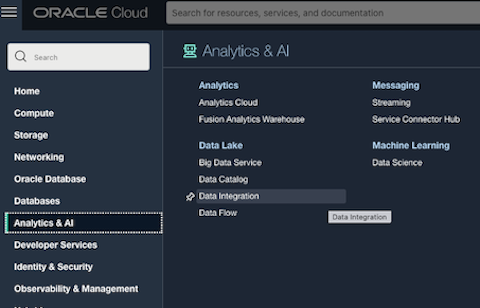 ORACLE Cloud
Search for resources, services, and documentation
Search
Home
Compute
Storage
Networking
Oracle Database
Databases
Analytics & AI
Developer Services
Identity & Security
Observability & Management
Analytics & AI
Analytics
Analytics Cloud
Fusion Analytics Warehouse
Data Lake
Big Data Service
Data Catalog
Data Integration
Data Flow
Messaging
Streaming
Service Connector Hub
Machine Learning
Data Science
Data Integration